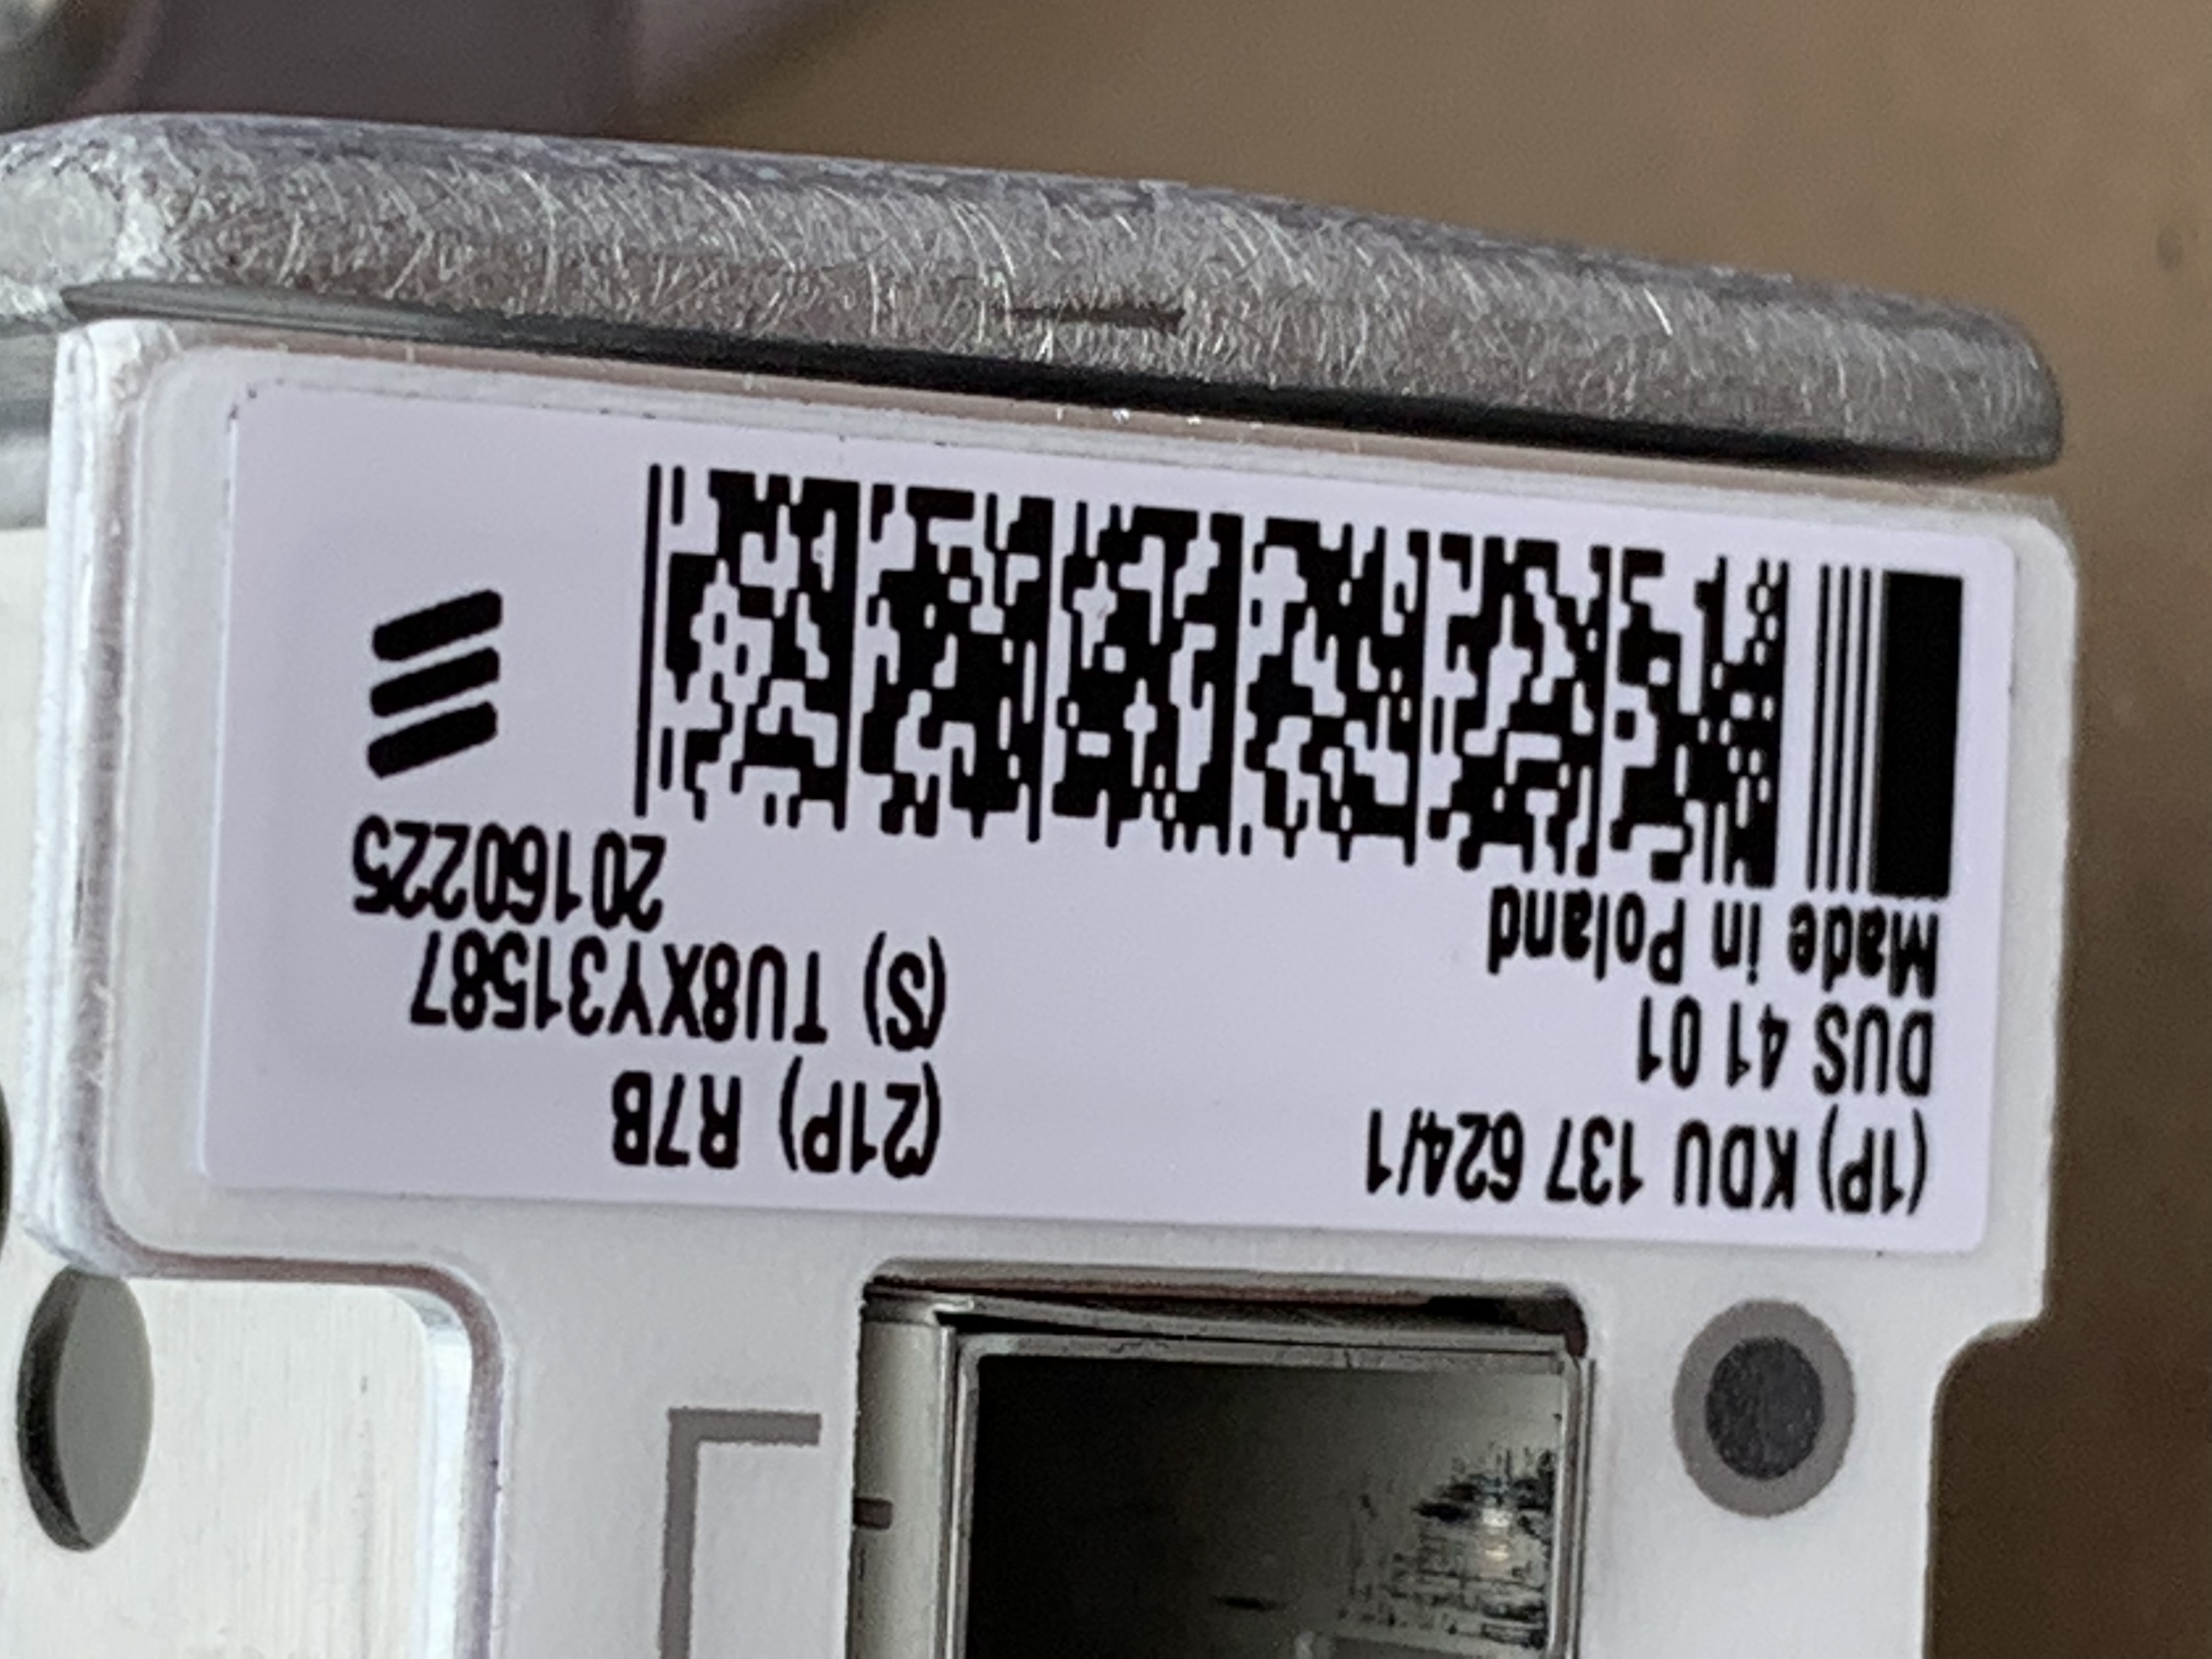 (1P) KDU 137 624/1
(21P) R7B
DUS 41 01
(S) TU8XY31587
Made in Poland
20160225